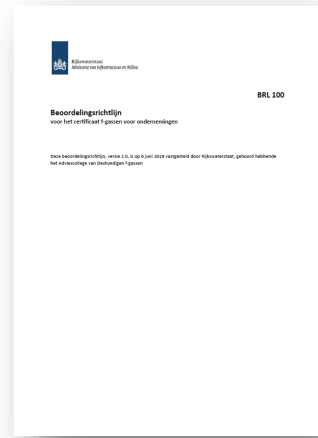 Rijkswaterstaat
Ministerie van Infrastructuur en Milieu
BRL 100
Beoordelingsrichtlijn
voor het certificaat f-gassen voor ondernemingen
Deze beoordelingsrichtlijn, versie 2.0, is op 6 juni 2019 vastgesteld door Rijkswaterstaat, gehoord hebbende
het Adviescollege van Deskundigen f-gassen